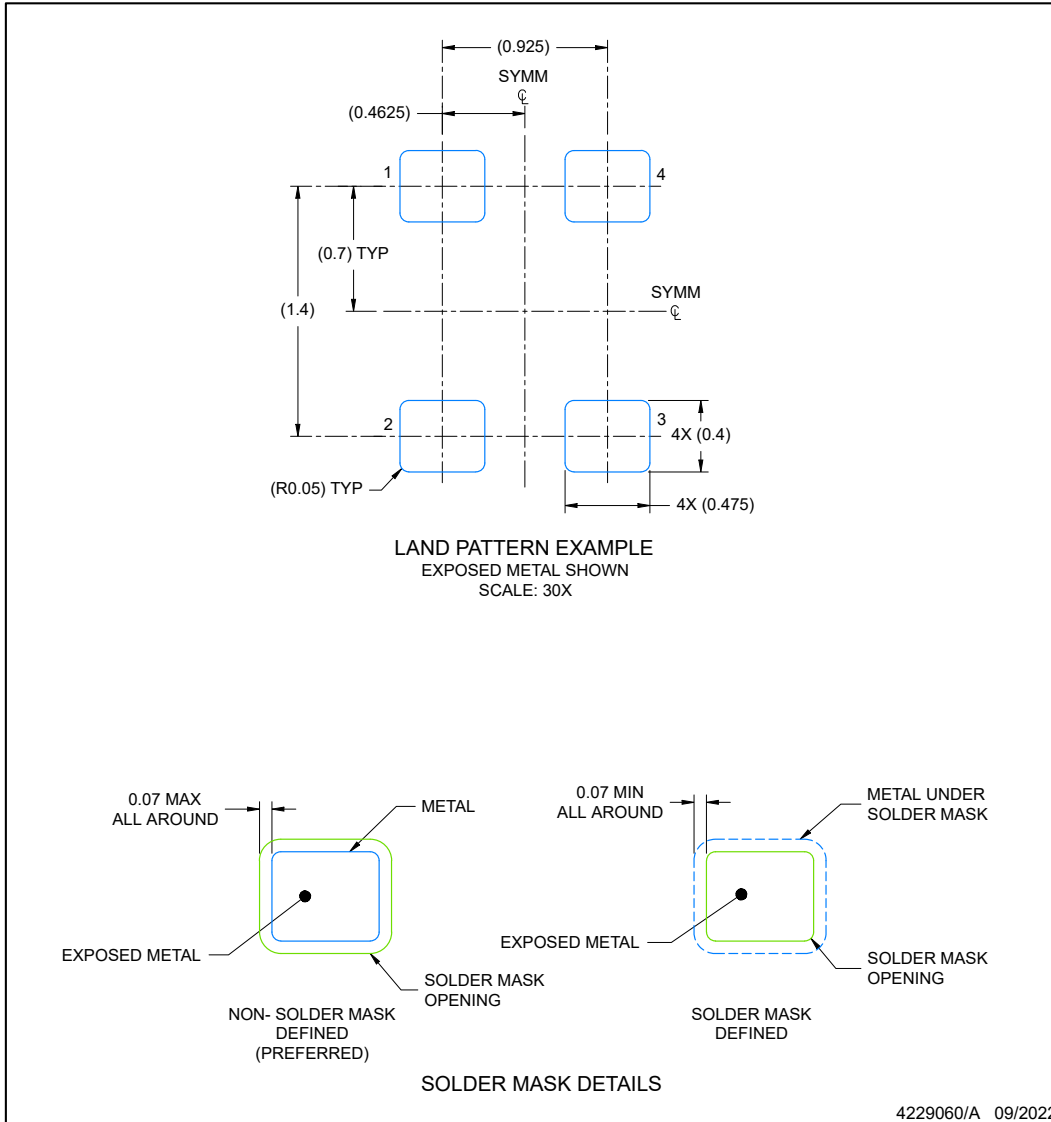 (0.925)
SYMM
℄
(0.4625)
1
4
(0.7) TYP
SYMM
℄
(1.4)
2
3
4X (0.4)
(R0.05) TYP
4X (0.475)
LAND PATTERN EXAMPLE
EXPOSED METAL SHOWN
SCALE: 30X
0.07 MAX
ALL AROUND
METAL
EXPOSED METAL
SOLDER MASK
OPENING
NON- SOLDER MASK
DEFINED
(PREFERRED)
0.07 MIN
ALL AROUND
METAL UNDER
SOLDER MASK
EXPOSED METAL
SOLDER MASK
OPENING
SOLDER MASK
DEFINED
SOLDER MASK DETAILS
4229060/A 09/2022